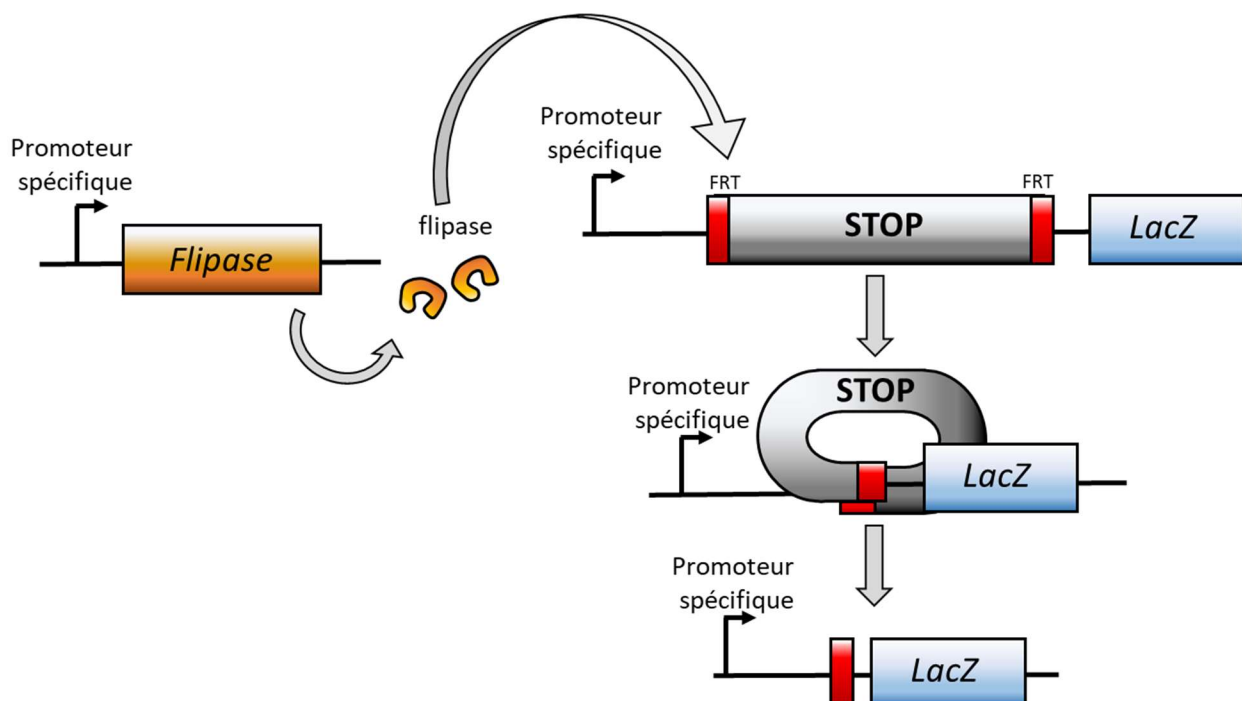 Promoteur
spécifique
Flipase
flipase
Promoteur
spécifique
FRT
FRT
STOP
LacZ
Promoteur
spécifique
STOP
LacZ
Promoteur
spécifique
LacZ